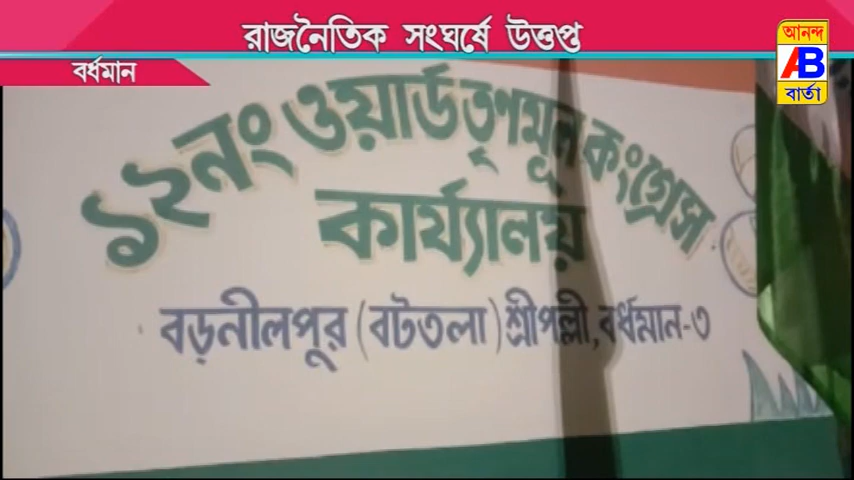 রাজনৈতিক সংঘর্ষে উত্তপ্ত
বর্ধমান
আনন্দ
AB
বার্তা
১২নং ওয়ার্ড তৃণমূল কংগ্রেস
কার্য্যালয়
বড়নীলপুর (বটতলা) শ্রীপল্লী, বর্ধমান-৩